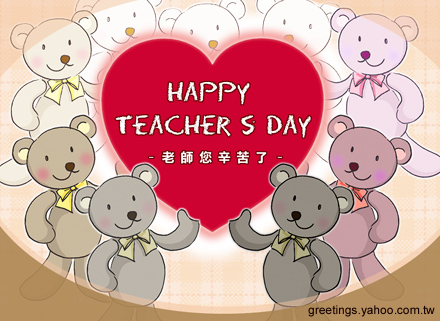 HAPPY
TEACHER S DAY
- 老師您辛苦了 -
greetings.yahoo.com.tw